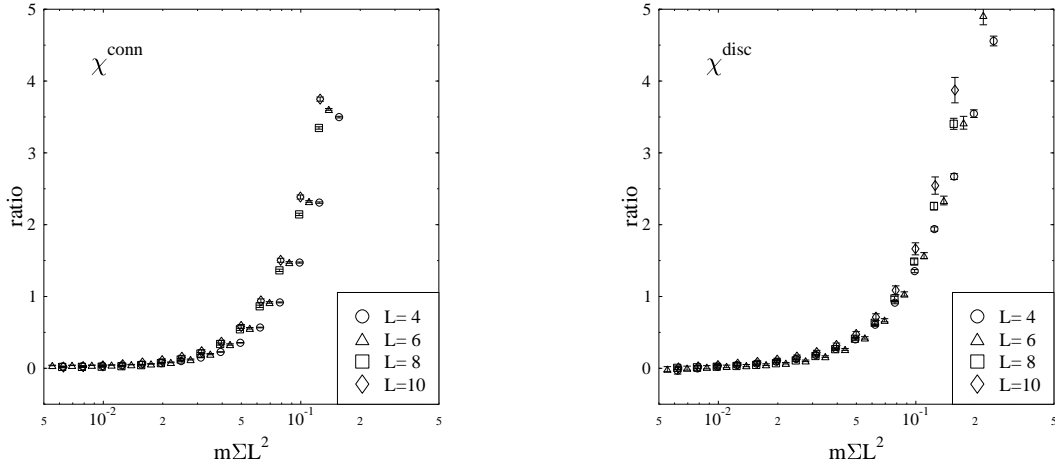 5
4
3
2
1
0
ratio
χ^conn
L= 4
L= 6
L= 8
L=10
5 10^-2 2 5 10^-1 2 5
mΣL^2
5
4
3
2
1
0
ratio
χ^disc
L= 4
L= 6
L= 8
L=10
5 10^-2 2 5 10^-1 2 5
mΣL^2